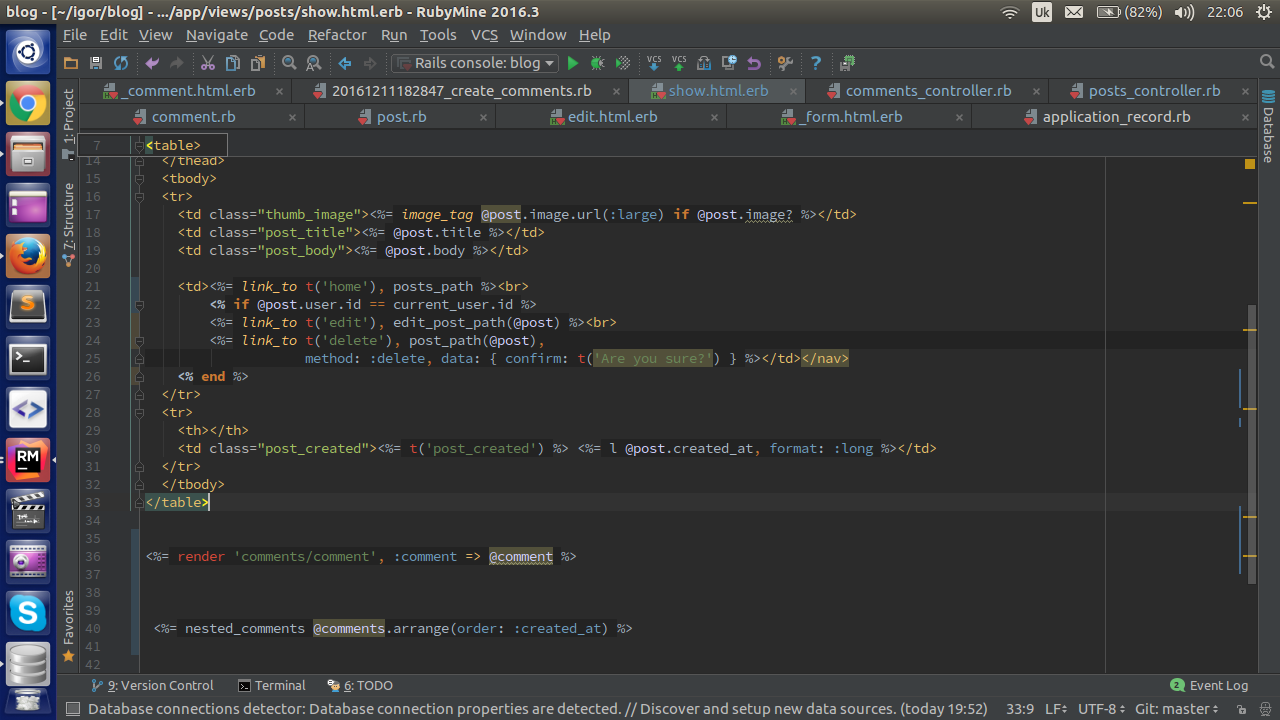 blog - [~/igor/blog] - .../app/views/posts/show.html.erb - RubyMine 2016.3
Uk (82%) 22:06
File Edit View Navigate Code Refactor Run Tools VCS Window Help
Rails console: blog VCS VCS
_comment.html.erb × 20161211182847_create_comments.rb × show.html.erb × comments_controller.rb × posts_controller.rb ×
comment.rb × post.rb × edit.html.erb × _form.html.erb × application_record.rb ×
1: Project
7: Structure
Favorites
Database
RM
7 <table>
14 </thead>
15 <tbody>
16 <tr>
17 <td class="thumb_image"><%= image_tag @post.image.url(:large) if @post.image? %></td>
18 <td class="post_title"><%= @post.title %></td>
19 <td class="post_body"><%= @post.body %></td>
20
21 <td><%= link_to t('home'), posts_path %><br>
22 <% if @post.user.id == current_user.id %>
23 <%= link_to t('edit'), edit_post_path(@post) %><br>
24 <%= link_to t('delete'), post_path(@post),
25 method: :delete, data: { confirm: t('Are you sure?') } %></td></nav>
26 <% end %>
27 </tr>
28 <tr>
29 <th></th>
30 <td class="post_created"><%= t('post_created') %> <%= l @post.created_at, format: :long %></td>
31 </tr>
32 </tbody>
33 </table>
34
35
36 <%= render 'comments/comment', :comment => @comment %>
37
38
39
40 <%= nested_comments @comments.arrange(order: :created_at) %>
41
42
9: Version Control Terminal 6: TODO 2 Event Log
Database connections detector: Database connection properties are detected. // Discover and setup new data sources. (today 19:52) 33:9 LF UTF-8 Git: master